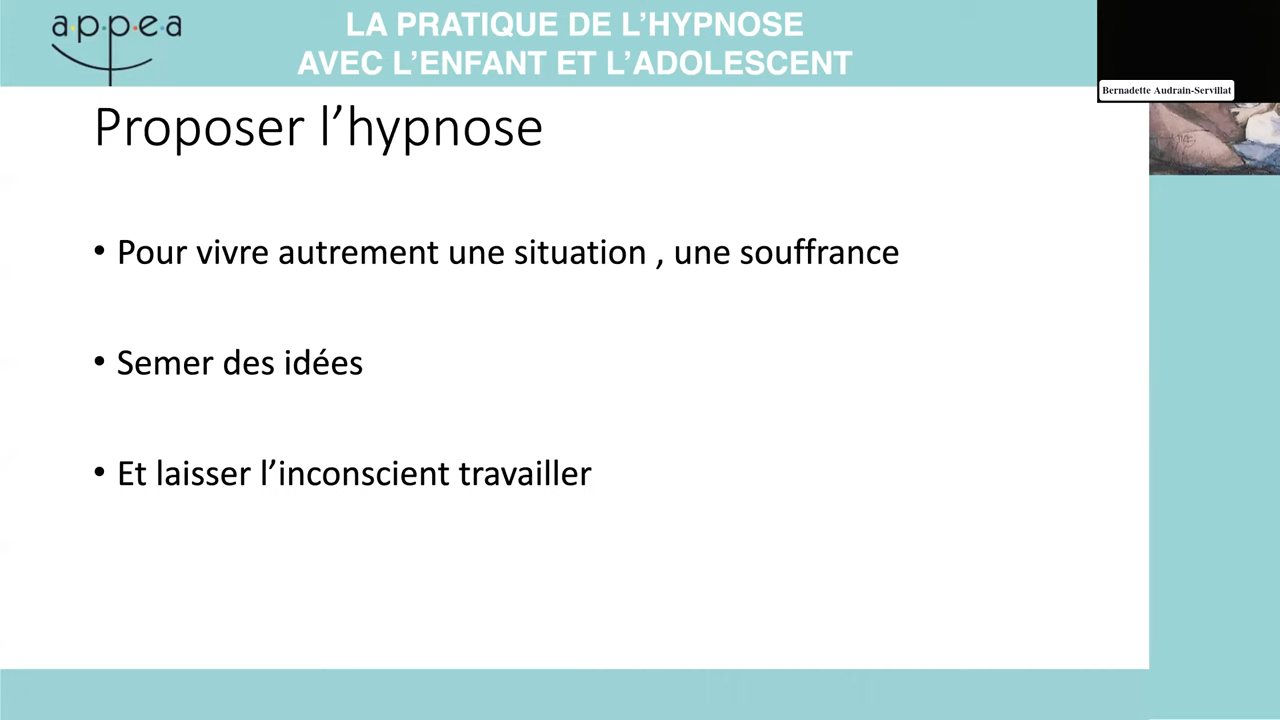 a.p.p.e.a
LA PRATIQUE DE L’HYPNOSE
AVEC L’ENFANT ET L’ADOLESCENT
Bernadette Audrain-Servillat
Proposer l’hypnose
• Pour vivre autrement une situation , une souffrance
• Semer des idées
• Et laisser l’inconscient travailler